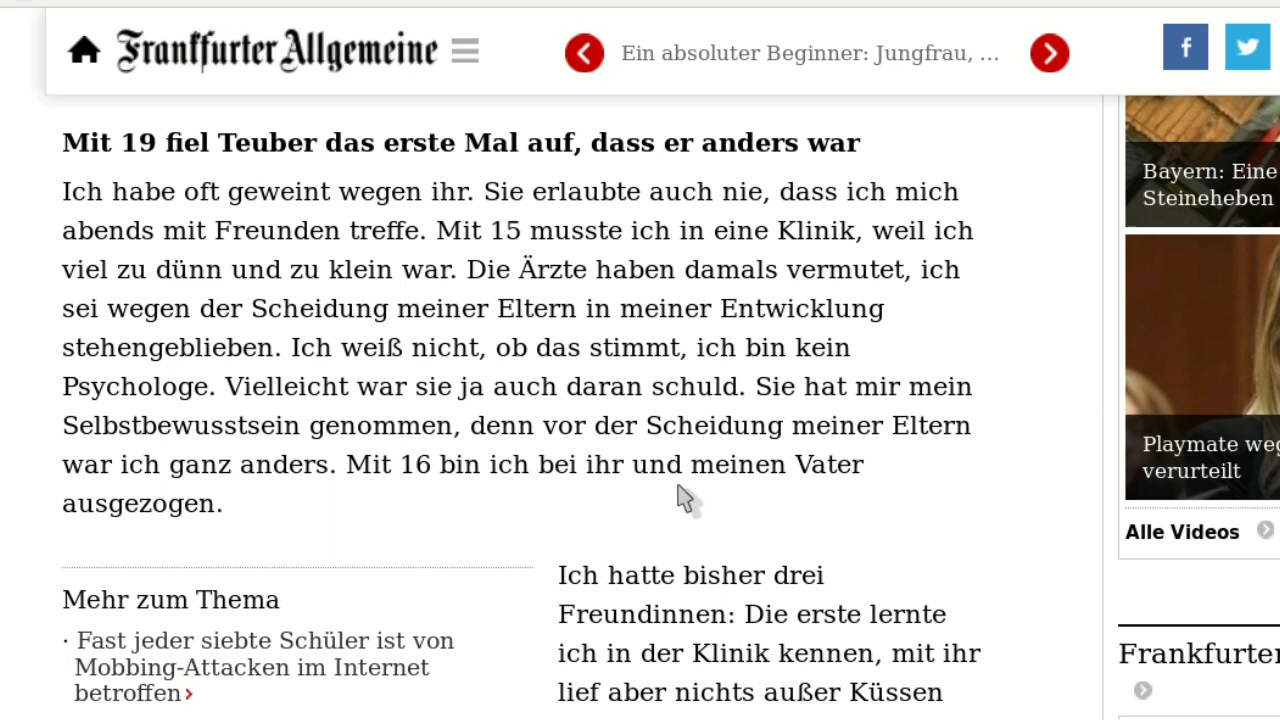 Frankfurter Allgemeine
Ein absoluter Beginner: Jungfrau, ...
f
Mit 19 fiel Teuber das erste Mal auf, dass er anders war
Ich habe oft geweint wegen ihr. Sie erlaubte auch nie, dass ich mich
abends mit Freunden treffe. Mit 15 musste ich in eine Klinik, weil ich
viel zu dünn und zu klein war. Die Ärzte haben damals vermutet, ich
sei wegen der Scheidung meiner Eltern in meiner Entwicklung
stehengeblieben. Ich weiß nicht, ob das stimmt, ich bin kein
Psychologe. Vielleicht war sie ja auch daran schuld. Sie hat mir mein
Selbstbewusstsein genommen, denn vor der Scheidung meiner Eltern
war ich ganz anders. Mit 16 bin ich bei ihr und meinen Vater
ausgezogen.
Mehr zum Thema
· Fast jeder siebte Schüler ist von
Mobbing-Attacken im Internet
betroffen
Ich hatte bisher drei
Freundinnen: Die erste lernte
ich in der Klinik kennen, mit ihr
lief aber nichts außer Küssen
Bayern: Eine
Steineheben
Playmate weg
verurteilt
Alle Videos
Frankfurter